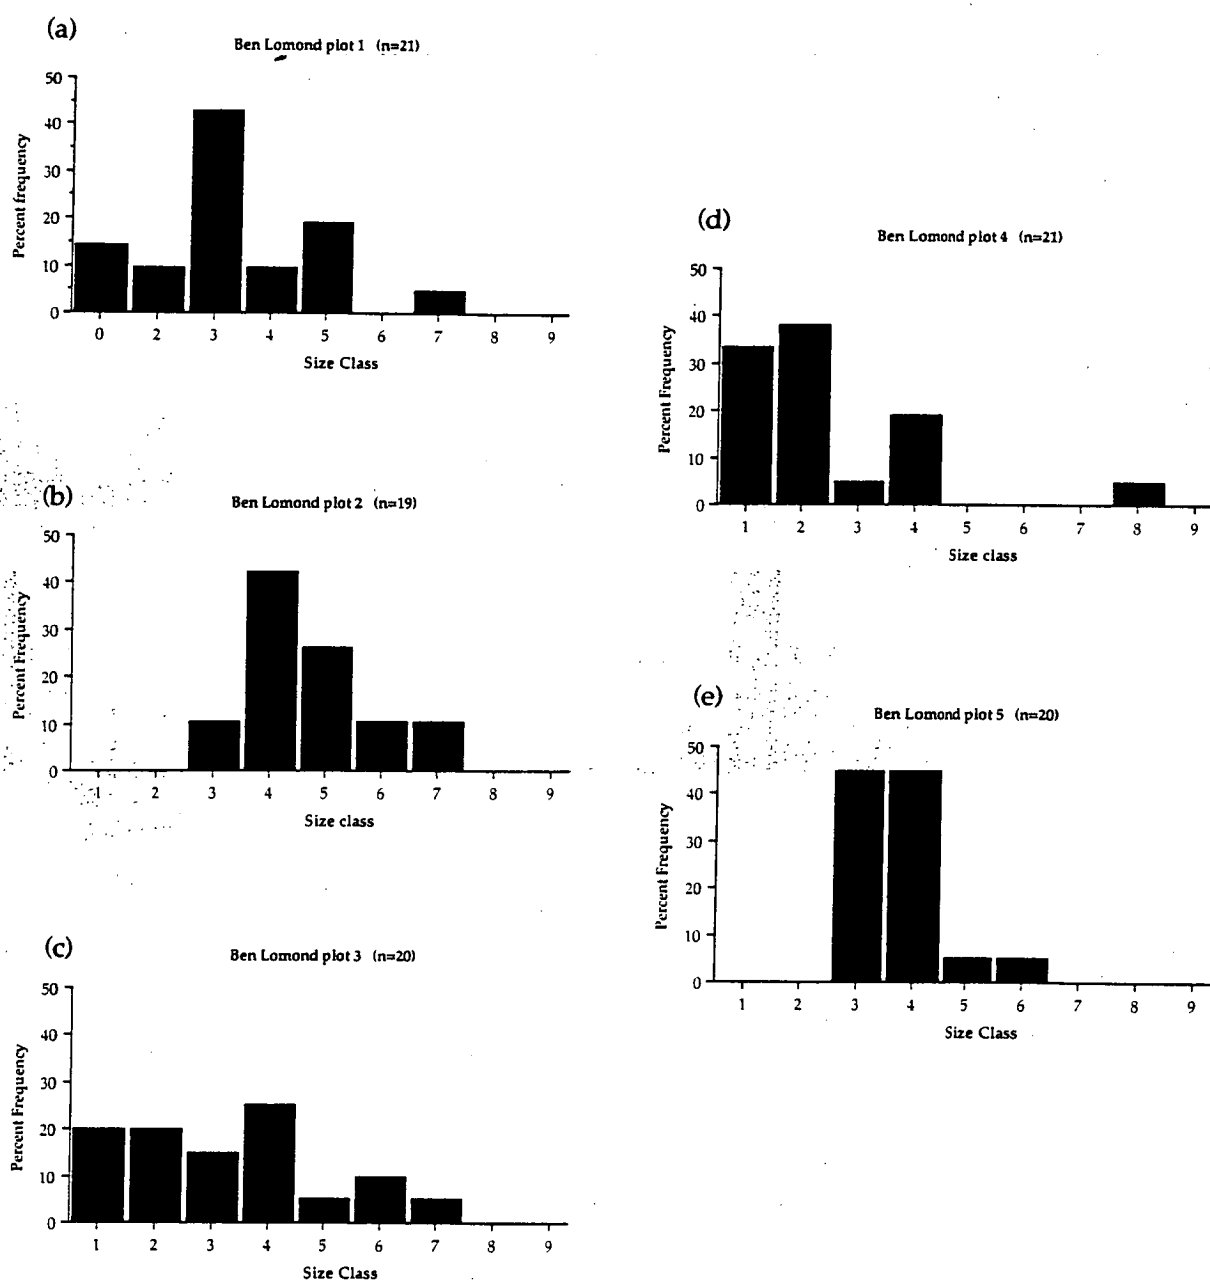 (a)
Ben Lomond plot 1 (n=21)
50
40
30
20
10
0
Percent frequency
0 2 3 4 5 6 7 8 9
Size Class
(b)
Ben Lomond plot 2 (n=19)
50
40
30
20
10
0
Percent Frequency
1 2 3 4 5 6 7 8 9
Size class
(c)
Ben Lomond plot 3 (n=20)
50
40
30
20
10
0
Percent Frequency
1 2 3 4 5 6 7 8 9
Size Class
(d)
Ben Lomond plot 4 (n=21)
50
40
30
20
10
0
Percent Frequency
1 2 3 4 5 6 7 8 9
Size class
(e)
Ben Lomond plot 5 (n=20)
50
40
30
20
10
0
Percent Frequency
1 2 3 4 5 6 7 8 9
Size Class